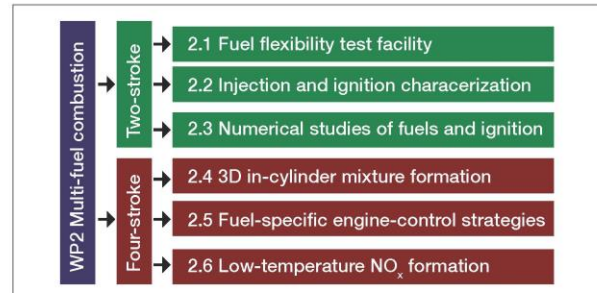 WP2 Multi-fuel combustion
Two-stroke
2.1 Fuel flexibility test facility
2.2 Injection and ignition characerization
2.3 Numerical studies of fuels and ignition
Four-stroke
2.4 3D in-cylinder mixture formation
2.5 Fuel-specific engine-control strategies
2.6 Low-temperature NOx formation